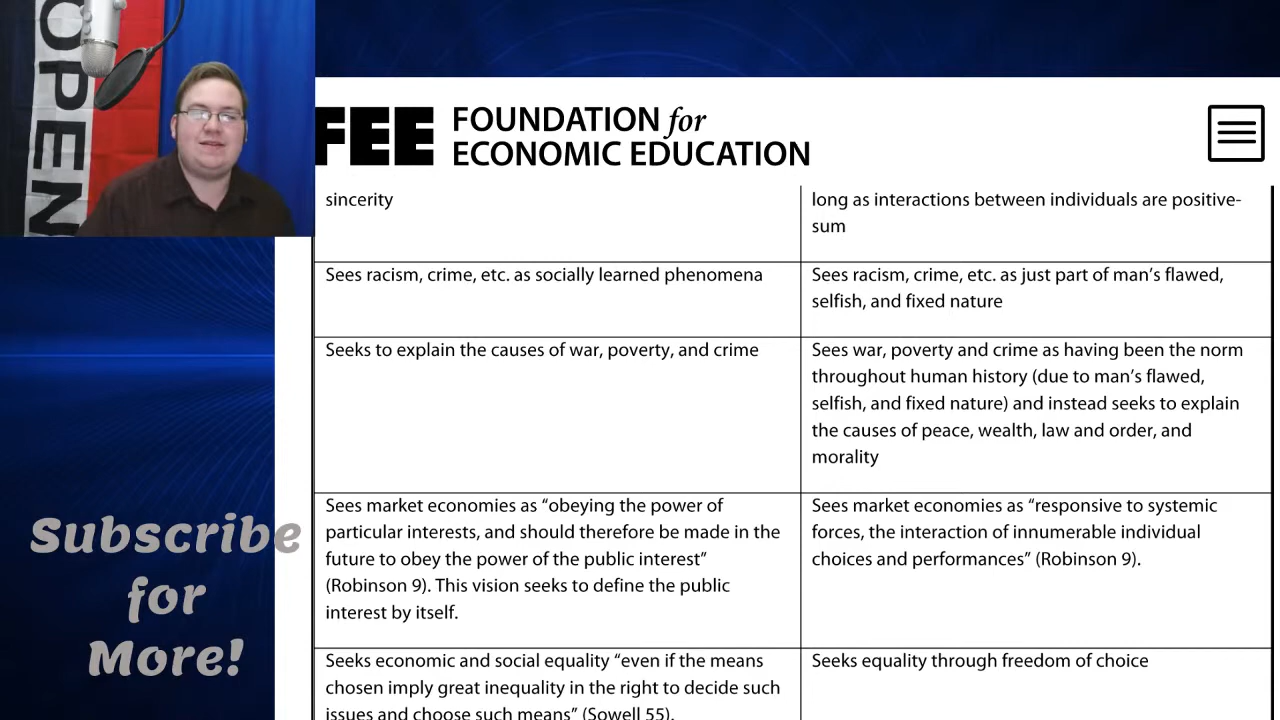 OPEN
FEE
FOUNDATION for
ECONOMIC EDUCATION
sincerity
long as interactions between individuals are positive-
sum
Sees racism, crime, etc. as socially learned phenomena
Sees racism, crime, etc. as just part of man’s flawed,
selfish, and fixed nature
Seeks to explain the causes of war, poverty, and crime
Sees war, poverty and crime as having been the norm
throughout human history (due to man’s flawed,
selfish, and fixed nature) and instead seeks to explain
the causes of peace, wealth, law and order, and
morality
Sees market economies as “obeying the power of
particular interests, and should therefore be made in the
future to obey the power of the public interest”
(Robinson 9). This vision seeks to define the public
interest by itself.
Sees market economies as “responsive to systemic
forces, the interaction of innumerable individual
choices and performances” (Robinson 9).
Seeks economic and social equality “even if the means
chosen imply great inequality in the right to decide such
issues and choose such means” (Sowell 55).
Seeks equality through freedom of choice
Subscribe
for
More!